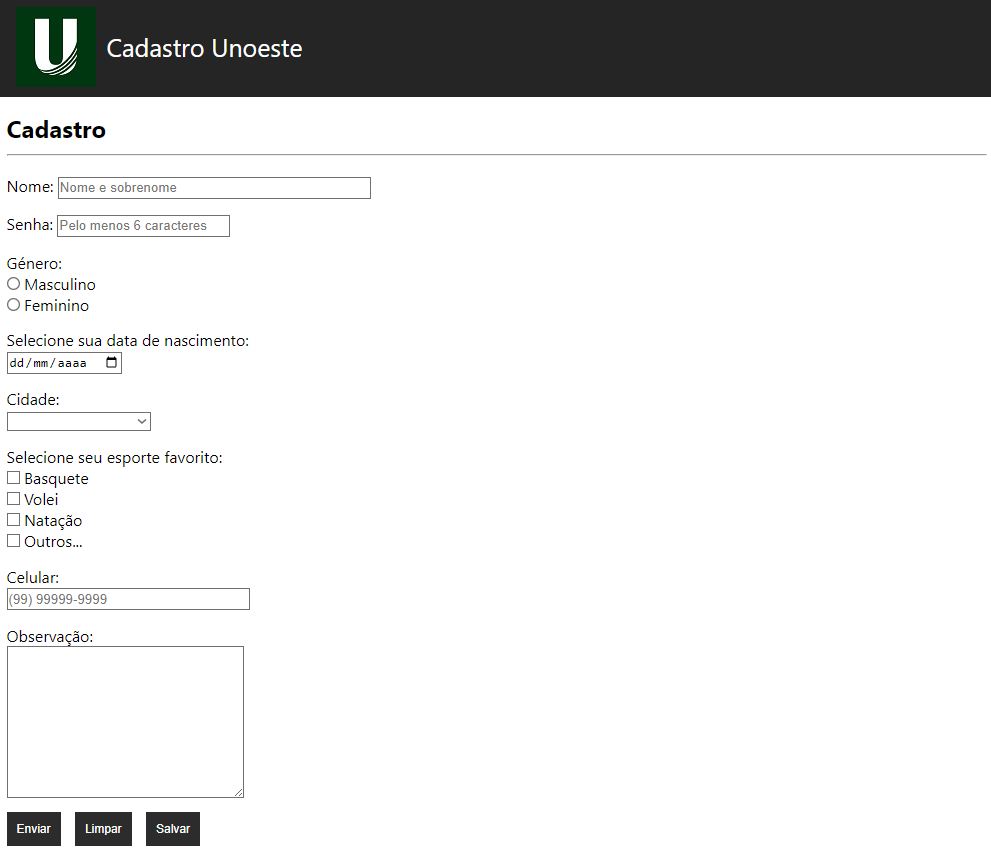 U
Cadastro Unoeste
Cadastro
Nome: Nome e sobrenome
Senha: Pelo menos 6 caracteres
Género:
Masculino
Feminino
Selecione sua data de nascimento:
dd/mm/aaaa
Cidade:
Selecione seu esporte favorito:
Basquete
Volei
Natação
Outros...
Celular:
(99) 99999-9999
Observação:
Enviar Limpar Salvar